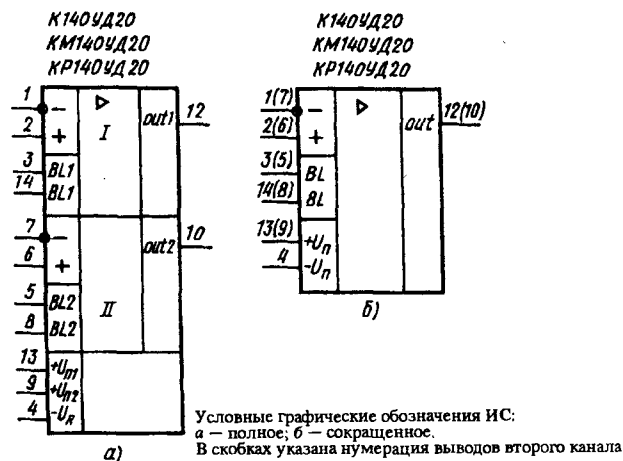 К140УД20
КМ140УД20
КР140УД20
1
2
3
14
7
6
5
8
13
9
4
−
+
BL1
BL1
−
+
BL2
BL2
+Uп1
+Uп2
−Uя
▷
I
II
out1
out2
12
10
а)
К140УД20
КМ140УД20
КР140УД20
1(7)
2(6)
3(5)
14(8)
13(9)
4
−
+
BL
BL
+Uп
−Uп
▷
out
12(10)
б)
Условные графические обозначения ИС:
а — полное; б — сокращенное.
В скобках указана нумерация выводов второго канала